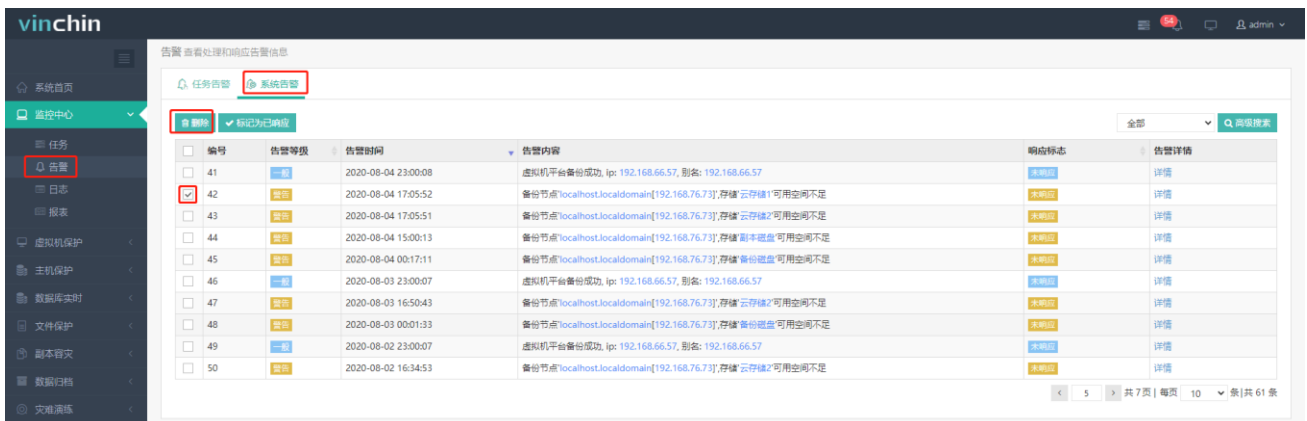 vinchin
54 admin
告警 查看处理和响应告警信息
任务告警 系统告警
系统首页
监控中心
任务
告警
日志
报表
虚拟机保护
主机保护
数据库实时
文件保护
副本容灾
数据归档
灾难演练
删除 标记为已响应 全部 高级搜索
编号 告警等级 告警时间 告警内容 响应标志 告警详情
41 一般 2020-08-04 23:00:08 虚拟机平台备份成功, ip: 192.168.66.57, 别名: 192.168.66.57 未响应 详情
42 警告 2020-08-04 17:05:52 备份节点'localhost.localdomain[192.168.76.73]',存储'云存储1'可用空间不足 未响应 详情
43 警告 2020-08-04 17:05:51 备份节点'localhost.localdomain[192.168.76.73]',存储'云存储2'可用空间不足 未响应 详情
44 警告 2020-08-04 15:00:13 备份节点'localhost.localdomain[192.168.76.73]',存储'副本磁盘'可用空间不足 未响应 详情
45 警告 2020-08-04 00:17:11 备份节点'localhost.localdomain[192.168.76.73]',存储'备份磁盘'可用空间不足 未响应 详情
46 一般 2020-08-03 23:00:07 虚拟机平台备份成功, ip: 192.168.66.57, 别名: 192.168.66.57 未响应 详情
47 警告 2020-08-03 16:50:43 备份节点'localhost.localdomain[192.168.76.73]',存储'云存储2'可用空间不足 未响应 详情
48 警告 2020-08-03 00:01:33 备份节点'localhost.localdomain[192.168.76.73]',存储'备份磁盘'可用空间不足 未响应 详情
49 一般 2020-08-02 23:00:07 虚拟机平台备份成功, ip: 192.168.66.57, 别名: 192.168.66.57 未响应 详情
50 警告 2020-08-02 16:34:53 备份节点'localhost.localdomain[192.168.76.73]',存储'云存储2'可用空间不足 未响应 详情
< 5 > 共7页 | 每页 10 条|共 61 条